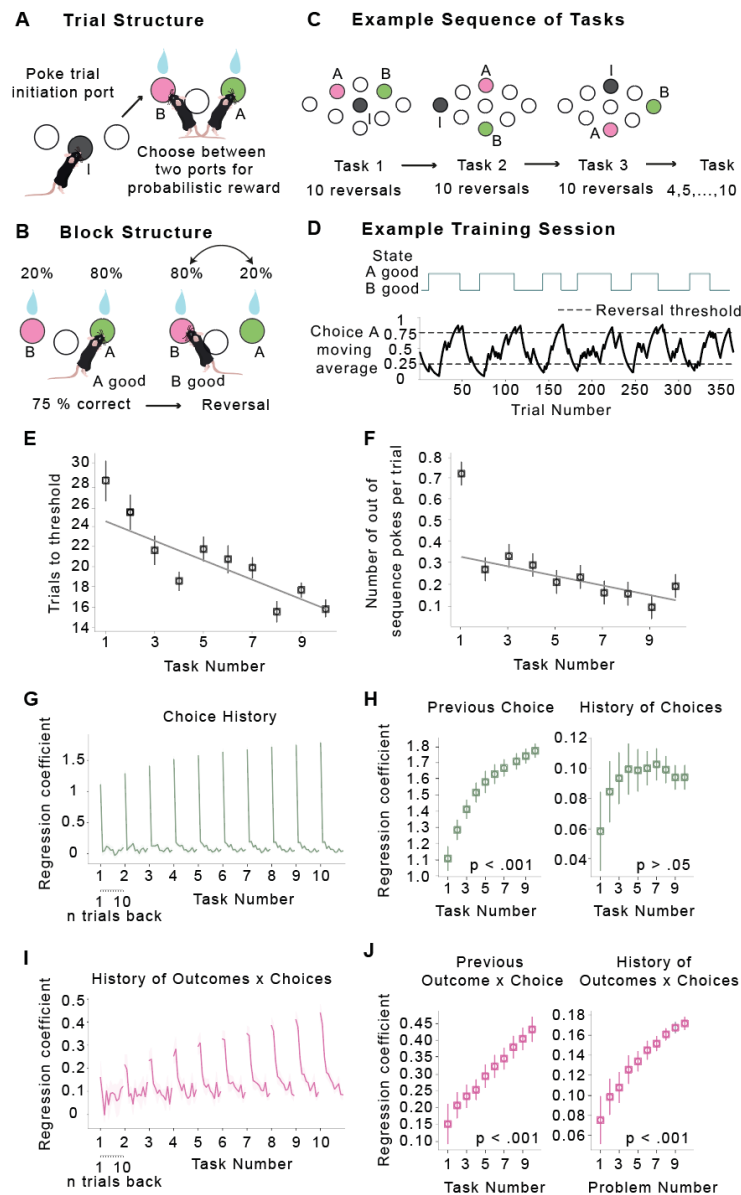 A Trial Structure
Poke trial
initiation port
I
B
A
Choose between
two ports for
probabilistic reward
B Block Structure
20% 80% 80% 20%
B A B A
A good B good
75 % correct Reversal
C Example Sequence of Tasks
A B I
I A B
I B A
Task 1 Task 2 Task 3 Task
10 reversals 10 reversals 10 reversals 4,5,...,10
D Example Training Session
State
A good
B good
Reversal threshold
Choice A
moving
average
1
0.75
0.5
0.25
0
50 100 150 200 250 300 350
Trial Number
E
Trials to threshold
30
28
26
24
22
20
18
16
14
1 3 5 7 9
Task Number
F
Number of out of
sequence pokes per trial
0.8
0.7
0.6
0.5
0.4
0.3
0.2
0.1
1 3 5 7 9
Task Number
G
Choice History
Regression coefficient
1.5
1
0.5
0
1 2 3 4 5 6 7 8 9 10
1 10
n trials back
Task Number
H
Previous Choice
Regression coefficient
1.8
1.7
1.6
1.5
1.4
1.3
1.2
1.1
1.0
p < .001
1 3 5 7 9
Task Number
History of Choices
0.12
0.10
0.08
0.06
0.04
p > .05
1 3 5 7 9
Task Number
I
History of Outcomes x Choices
Regression coefficient
0.5
0.4
0.3
0.2
0.1
0
1 2 3 4 5 6 7 8 9 10
1 10
n trials back
Task Number
J
Previous
Outcome x Choice
Regression coefficient
0.45
0.40
0.35
0.30
0.25
0.20
0.15
0.10
p < .001
1 3 5 7 9
Task Number
History of
Outcomes x Choices
0.18
0.16
0.14
0.12
0.10
0.08
0.06
p < .001
1 3 5 7 9
Problem Number